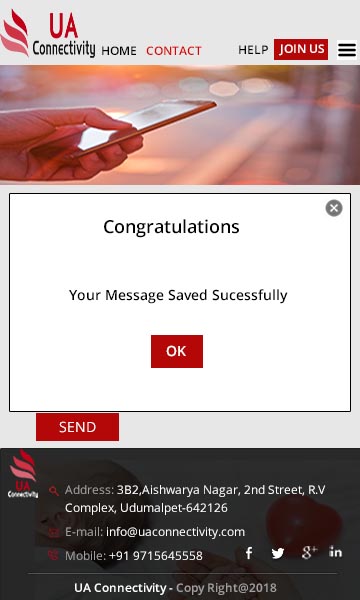 UA
Connectivity
HOME CONTACT HELP JOIN US
Congratulations
Your Message Saved Sucessfully
OK
SEND
UA
Connectivity
Address: 3B2,Aishwarya Nagar, 2nd Street, R.V
Complex, Udumalpet-642126
E-mail: info@uaconnectivity.com
Mobile: +91 9715645558
f g+ in
UA Connectivity - Copy Right@2018